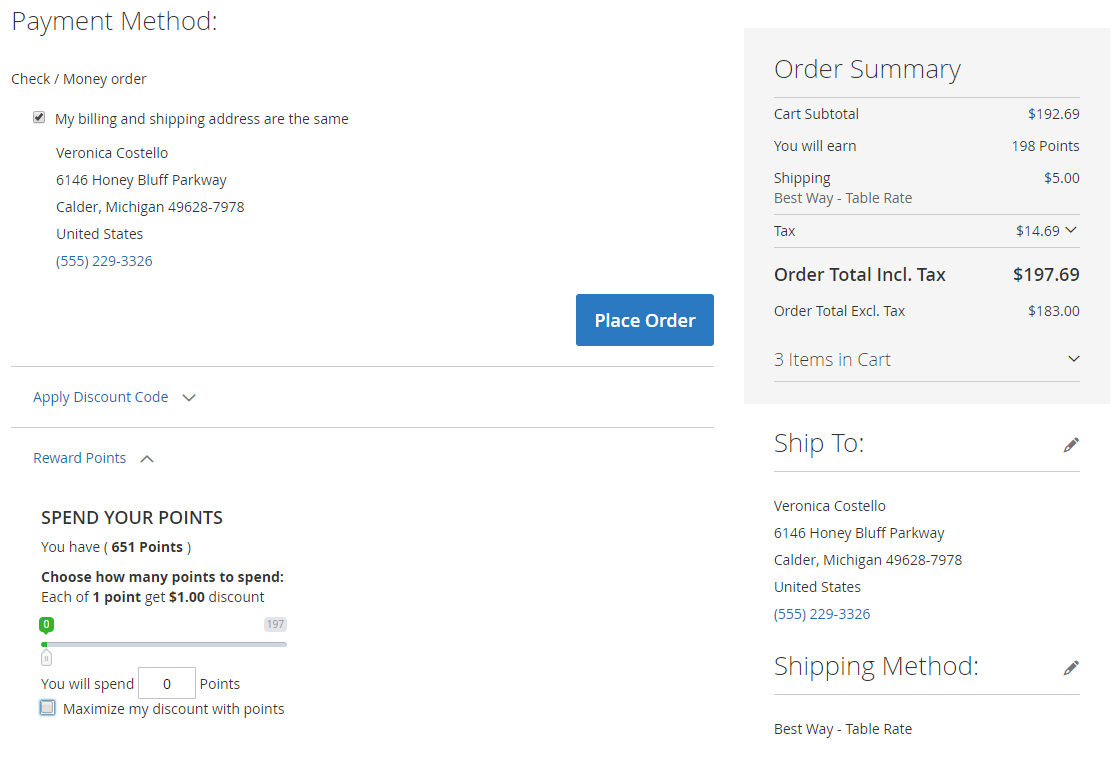 Payment Method:
Check / Money order
My billing and shipping address are the same
Veronica Costello
6146 Honey Bluff Parkway
Calder, Michigan 49628-7978
United States
(555) 229-3326
Place Order
Apply Discount Code
Reward Points
SPEND YOUR POINTS
You have ( 651 Points )
Choose how many points to spend:
Each of 1 point get $1.00 discount
0 197
You will spend 0 Points
Maximize my discount with points
Order Summary
Cart Subtotal $192.69
You will earn 198 Points
Shipping $5.00
Best Way - Table Rate
Tax $14.69
Order Total Incl. Tax $197.69
Order Total Excl. Tax $183.00
3 Items in Cart
Ship To:
Veronica Costello
6146 Honey Bluff Parkway
Calder, Michigan 49628-7978
United States
(555) 229-3326
Shipping Method:
Best Way - Table Rate